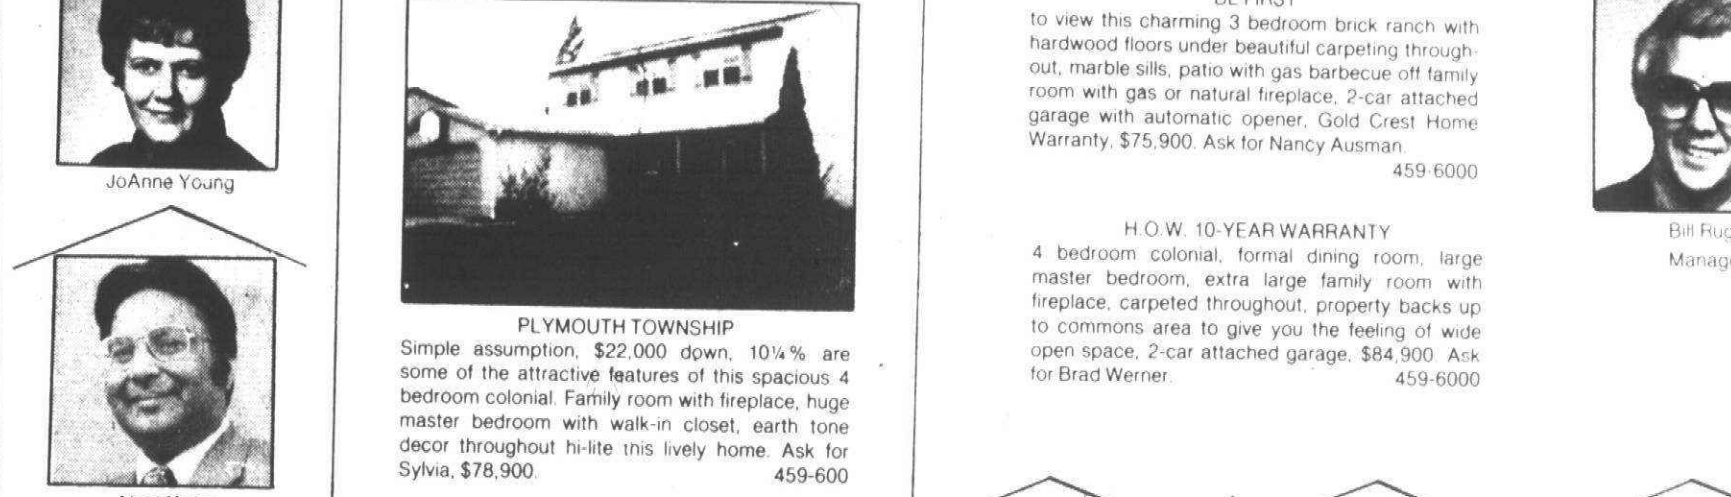 JoAnne Young
PLYMOUTH TOWNSHIP
Simple assumption, $22,000 down, 10¼% are
some of the attractive features of this spacious 4
bedroom colonial. Family room with fireplace, huge
master bedroom with walk-in closet, earth tone
decor throughout hi-lite this lively home. Ask for
Sylvia, $78,900. 459-600
BE FIRST
to view this charming 3 bedroom brick ranch with
hardwood floors under beautiful carpeting through-
out, marble sills, patio with gas barbecue off family
room with gas or natural fireplace, 2-car attached
garage with automatic opener, Gold Crest Home
Warranty, $75,900. Ask for Nancy Ausman.
459-6000
H.O.W. 10-YEAR WARRANTY
4 bedroom colonial, formal dining room, large
master bedroom, extra large family room with
fireplace, carpeted throughout, property backs up
to commons area to give you the feeling of wide
open space, 2-car attached garage, $84,900. Ask
for Brad Werner. 459-6000
Bill Rug
Manag